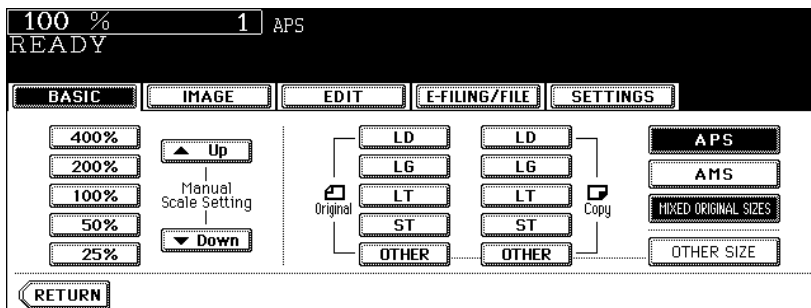 100 % 1 APS
READY
BASIC IMAGE EDIT E-FILING/FILE SETTINGS
400%
200%
100%
50%
25%
Up
Manual
Scale Setting
Down
Original
LD
LG
LT
ST
OTHER
LD
LG
LT
ST
OTHER
Copy
APS
AMS
MIXED ORIGINAL SIZES
OTHER SIZE
RETURN